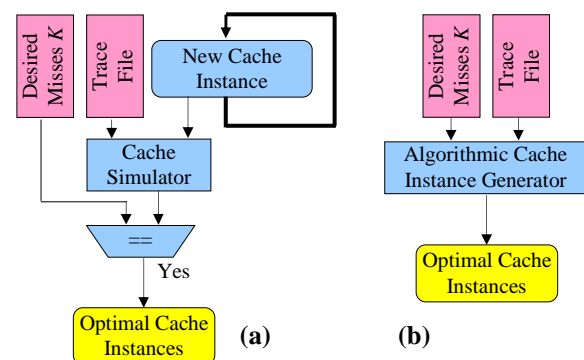 Desired
Misses K
Trace
File
New Cache
Instance
Cache
Simulator
==
Yes
Optimal Cache
Instances
(a)
Desired
Misses K
Trace
File
Algorithmic Cache
Instance Generator
Optimal Cache
Instances
(b)